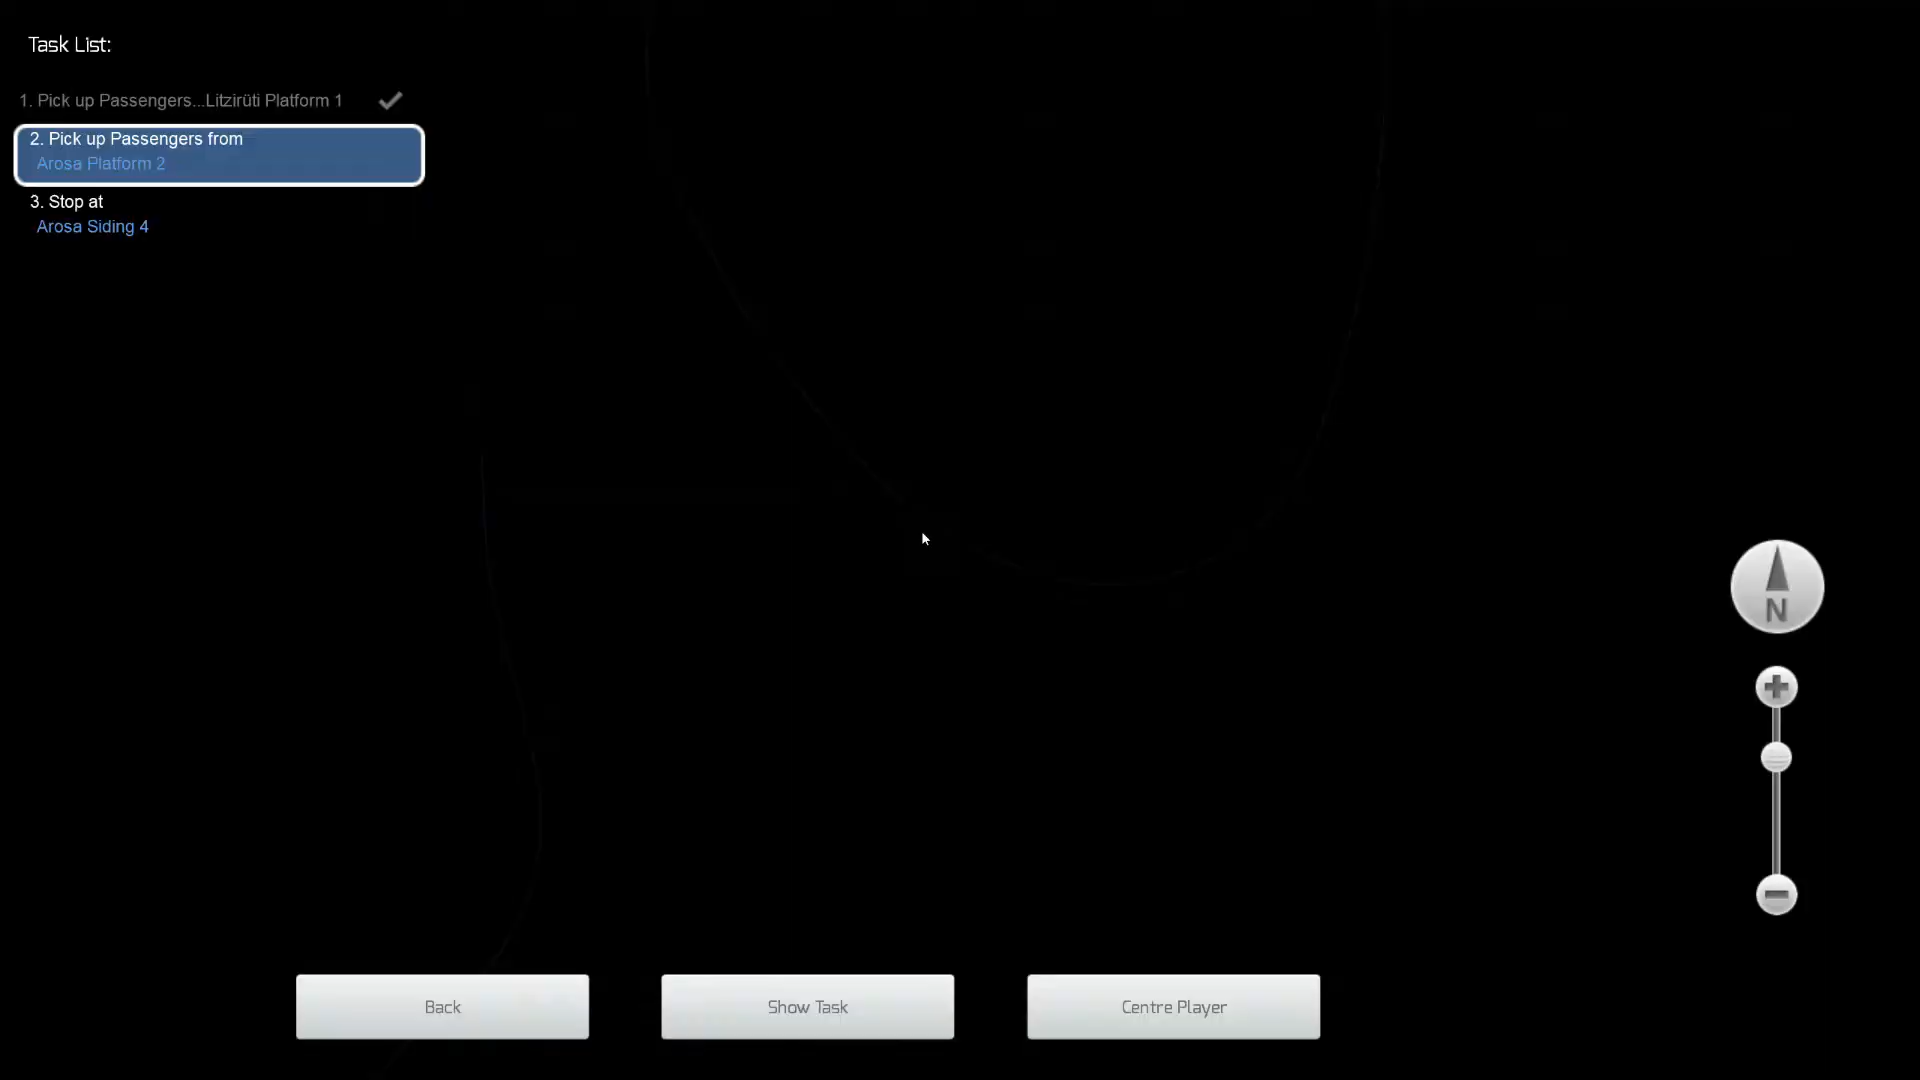 Task List:
1. Pick up Passengers...Litzirüti Platform 1
2. Pick up Passengers from
Arosa Platform 2
3. Stop at
Arosa Siding 4
N
Back
Show Task
Centre Player